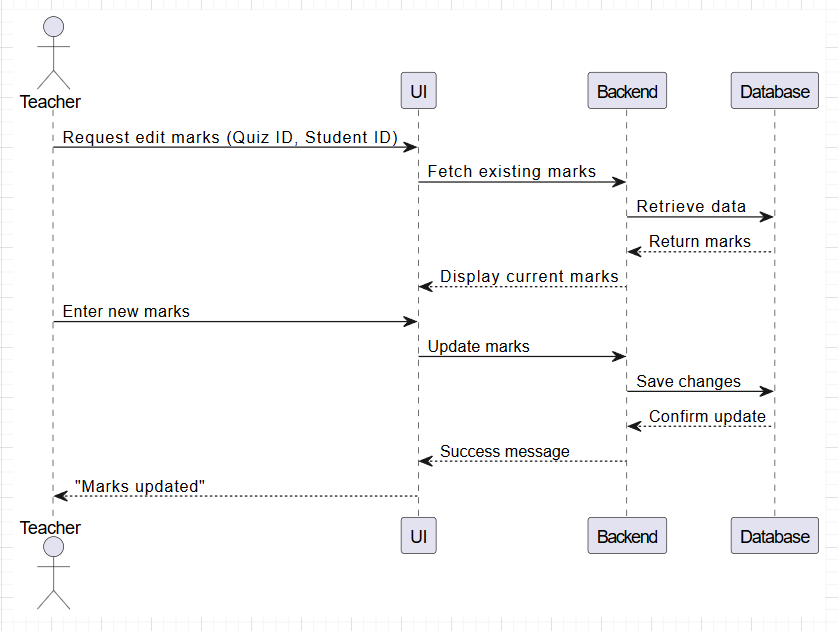 Teacher
UI
Backend
Database
Request edit marks (Quiz ID, Student ID)
Fetch existing marks
Retrieve data
Return marks
Display current marks
Enter new marks
Update marks
Save changes
Confirm update
Success message
"Marks updated"
Teacher
UI
Backend
Database